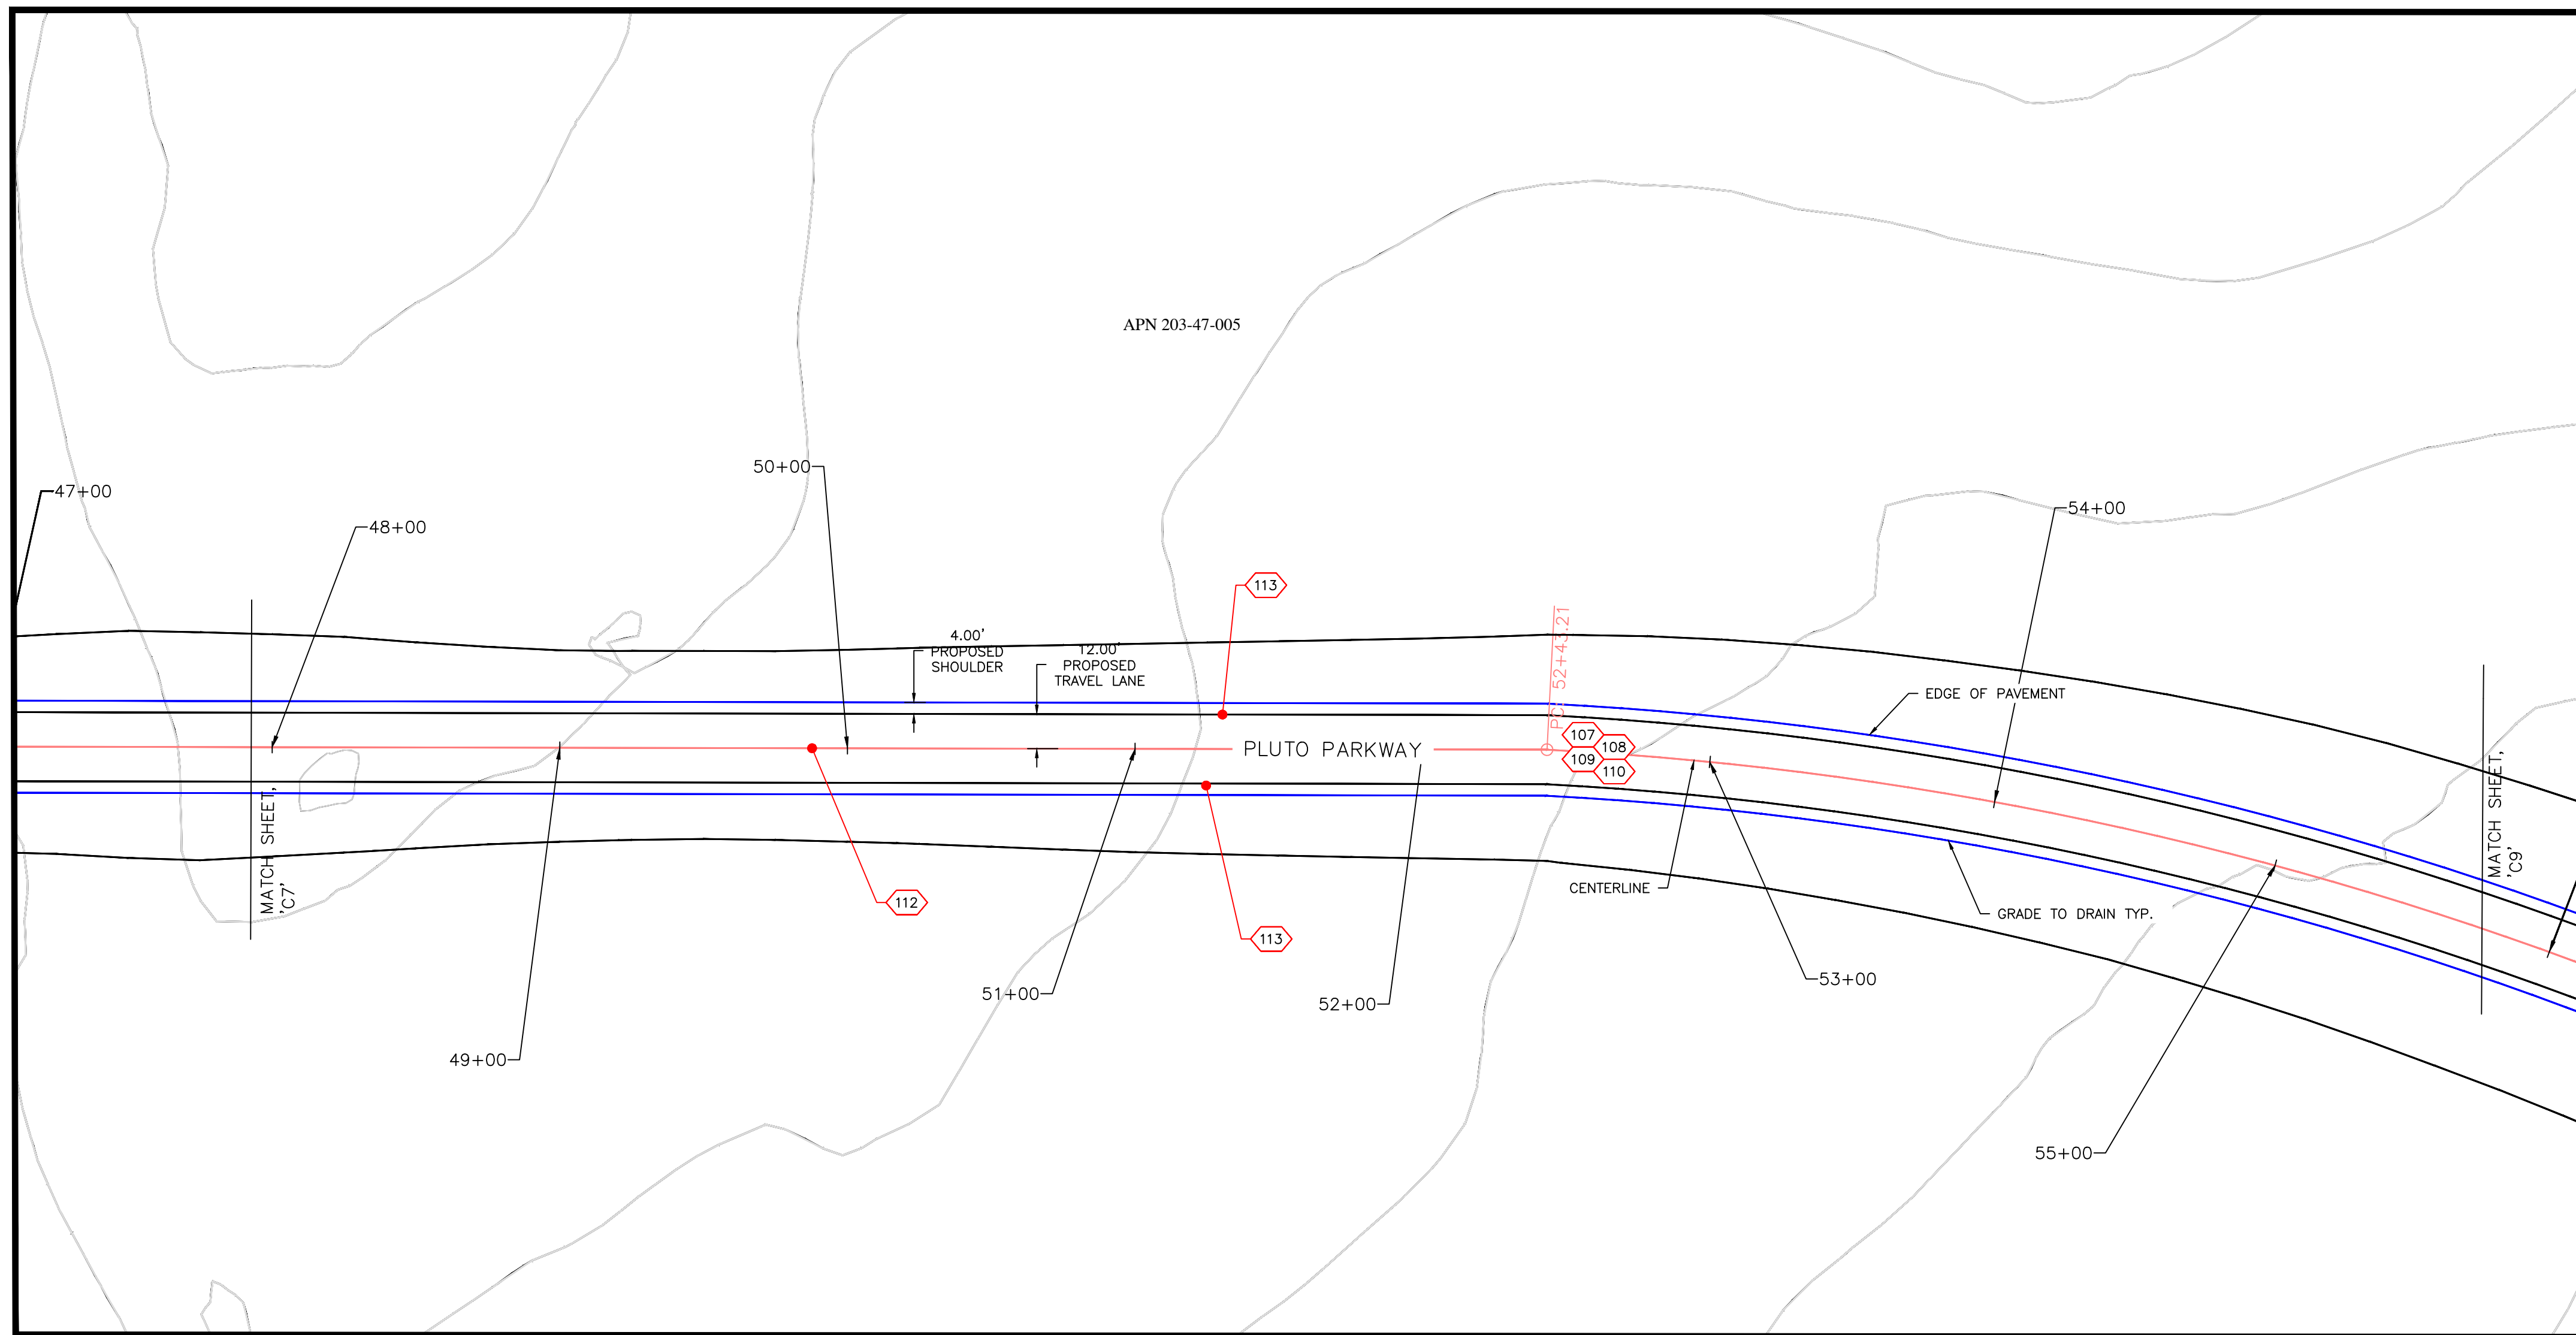 APN 203-47-005
50+00
47+00
48+00
54+00
113
4.00'
PROPOSED
SHOULDER
12.00'
PROPOSED
TRAVEL LANE
PC: 52+43.21
EDGE OF PAVEMENT
PLUTO PARKWAY
107
108
109
110
MATCH SHEET,
'C7'
MATCH SHEET,
'C9'
CENTERLINE
112
GRADE TO DRAIN TYP.
113
53+00
51+00
52+00
49+00
55+00